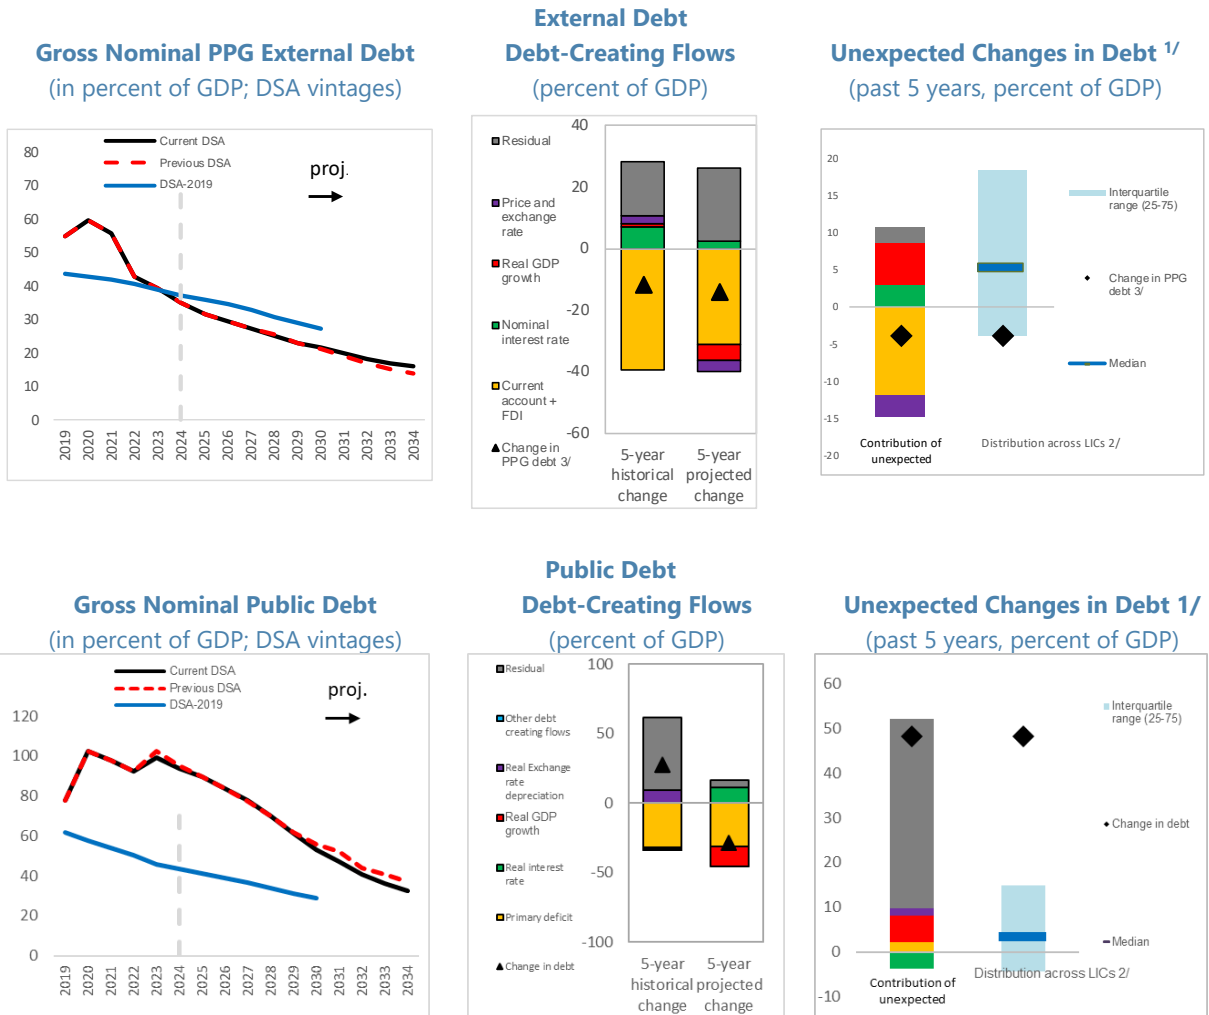 External Debt
Gross Nominal PPG External Debt
(in percent of GDP; DSA vintages)
Debt-Creating Flows
(percent of GDP)
Unexpected Changes in Debt 1/
(past 5 years, percent of GDP)
Current DSA
Previous DSA
DSA-2019
proj.
80
70
60
50
40
30
20
10
0
2019
2020
2021
2022
2023
2024
2025
2026
2027
2028
2029
2030
2031
2032
2033
2034
Residual
Price and
exchange
rate
Real GDP
growth
Nominal
interest rate
Current
account +
FDI
Change in
PPG debt 3/
40
20
0
-20
-40
-60
5-year
historical
change
5-year
projected
change
20
15
10
5
0
-5
-10
-15
-20
Contribution of
unexpected
Distribution across LICs 2/
Interquartile
range (25-75)
Change in PPG
debt 3/
Median
Public Debt
Gross Nominal Public Debt
(in percent of GDP; DSA vintages)
Debt-Creating Flows
(percent of GDP)
Unexpected Changes in Debt 1/
(past 5 years, percent of GDP)
Current DSA
Previous DSA
DSA-2019
proj.
120
100
80
60
40
20
0
2019
2020
2021
2022
2023
2024
2025
2026
2027
2028
2029
2030
2031
2032
2033
2034
Residual
Other debt
creating flows
Real Exchange
rate
depreciation
Real GDP
growth
Real interest
rate
Primary deficit
Change in debt
100
50
0
-50
-100
5-year
historical
change
5-year
projected
change
60
50
40
30
20
10
0
-10
Contribution of
unexpected
Distribution across LICs 2/
Interquartile
range (25-75)
Change in debt
Median